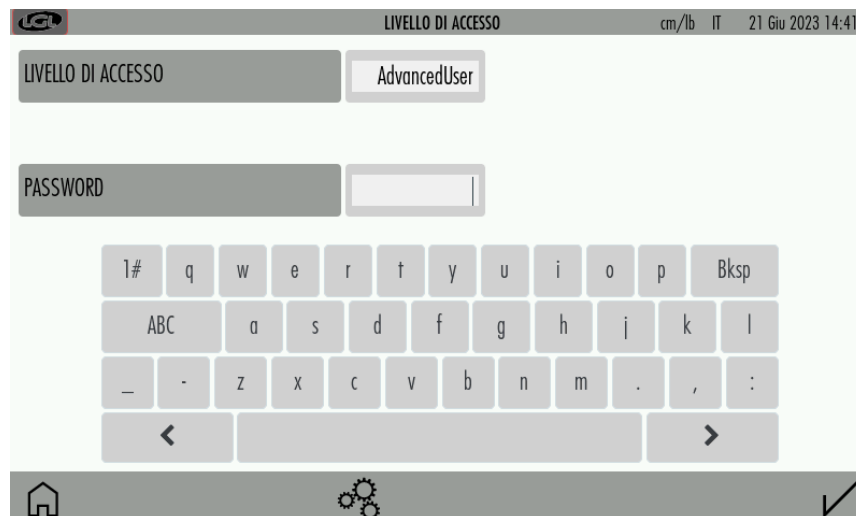 LGL LIVELLO DI ACCESSO cm/lb IT 21 Giu 2023 14:41
LIVELLO DI ACCESSO AdvancedUser
PASSWORD
1# q w e r t y u i o p Bksp
ABC a s d f g h j k l
_ - z x c v b n m . , :